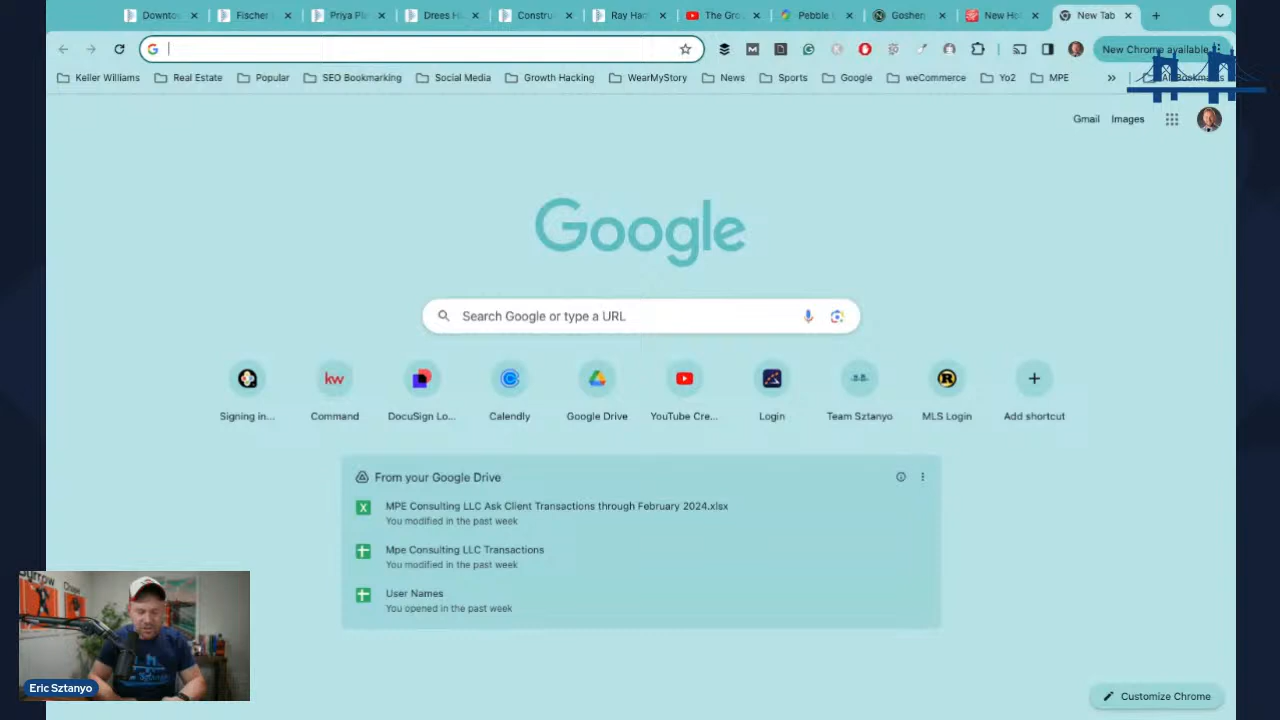 Downto
Fischer
Priya Pl
Drees H
Constru
Ray Ha
The Gro
Pebble
Goshen
New Ho
New Tab
New Chrome available
Keller Williams
Real Estate
Popular
SEO Bookmarking
Social Media
Growth Hacking
WearMyStory
News
Sports
Google
weCommerce
Yo2
MPE
All Bookmarks
Gmail
Images
Google
Search Google or type a URL
Signing in...
kw
Command
DocuSign Lo...
Calendly
Google Drive
YouTube Cre...
Login
Team Sztanyo
R
MLS Login
Add shortcut
From your Google Drive
MPE Consulting LLC Ask Client Transactions through February 2024.xlsx
You modified in the past week
Mpe Consulting LLC Transactions
You modified in the past week
User Names
You opened in the past week
Eric Sztanyo
Customize Chrome